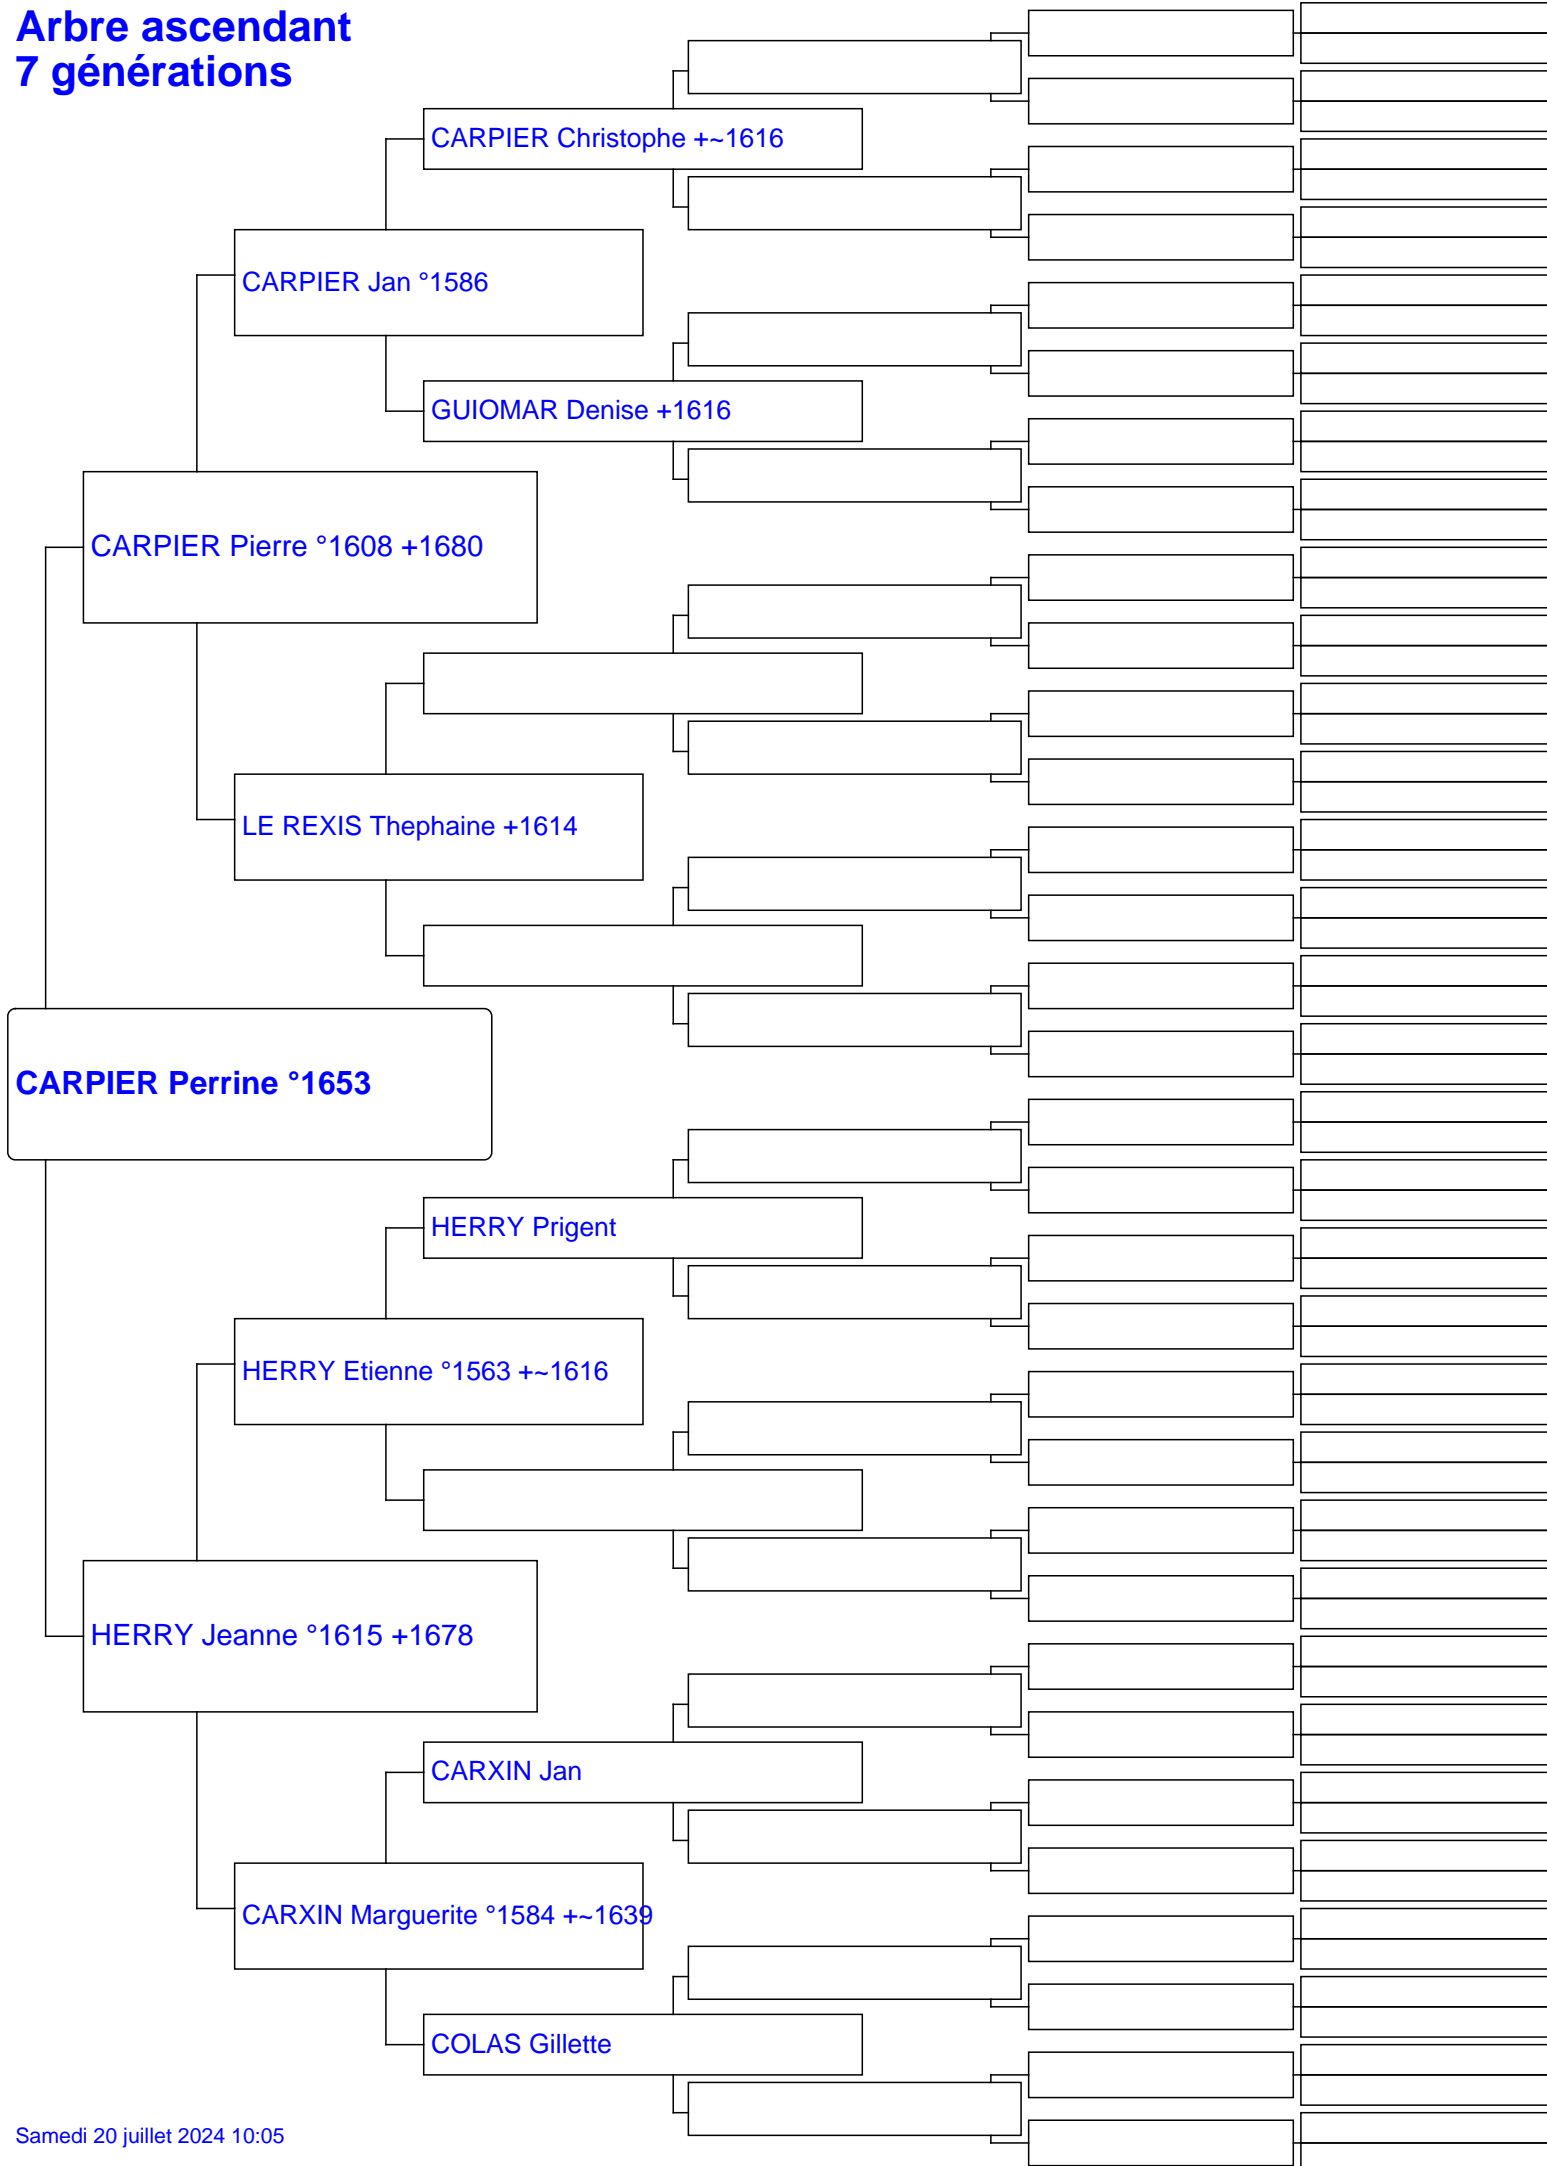 Arbre ascendant
7 générations
CARPIER Christophe +~1616
CARPIER Jan °1586
GUIOMAR Denise +1616
CARPIER Pierre °1608 +1680
LE REXIS Thephaine +1614
CARPIER Perrine °1653
HERRY Prigent
HERRY Etienne °1563 +~1616
HERRY Jeanne °1615 +1678
CARXIN Jan
CARXIN Marguerite °1584 +~1639
COLAS Gillette
Samedi 20 juillet 2024 10:05